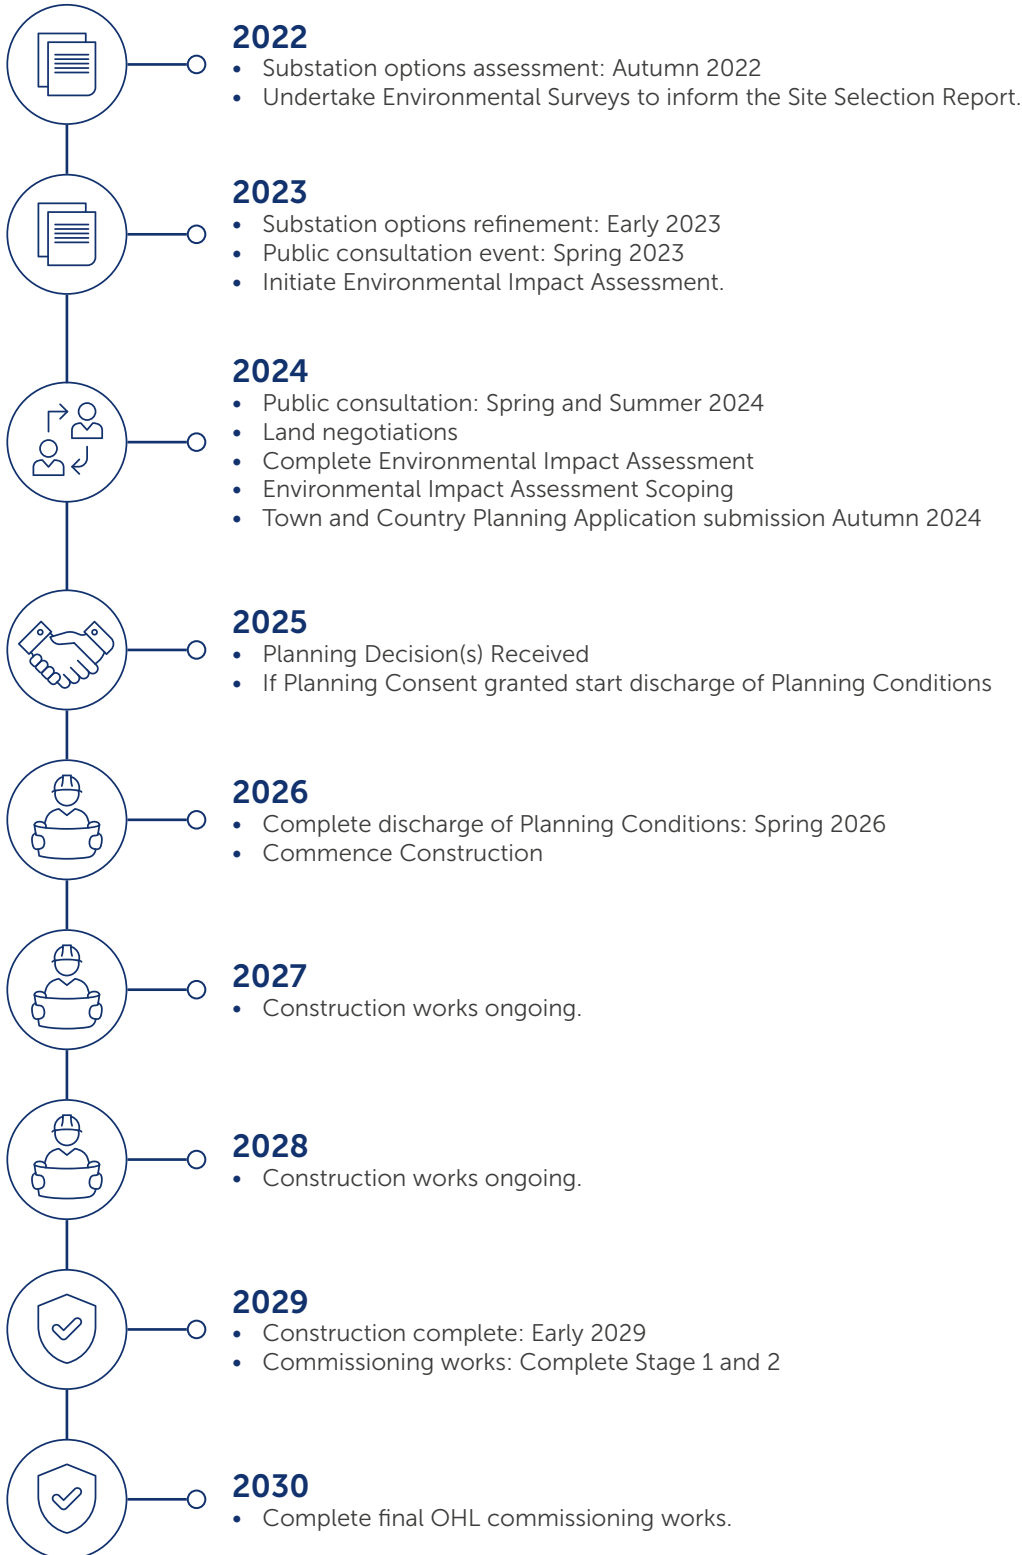 2022
• Substation options assessment: Autumn 2022
• Undertake Environmental Surveys to inform the Site Selection Report.
2023
• Substation options refinement: Early 2023
• Public consultation event: Spring 2023
• Initiate Environmental Impact Assessment.
2024
• Public consultation: Spring and Summer 2024
• Land negotiations
• Complete Environmental Impact Assessment
• Environmental Impact Assessment Scoping
• Town and Country Planning Application submission Autumn 2024
2025
• Planning Decision(s) Received
• If Planning Consent granted start discharge of Planning Conditions
2026
• Complete discharge of Planning Conditions: Spring 2026
• Commence Construction
2027
• Construction works ongoing.
2028
• Construction works ongoing.
2029
• Construction complete: Early 2029
• Commissioning works: Complete Stage 1 and 2
2030
• Complete final OHL commissioning works.